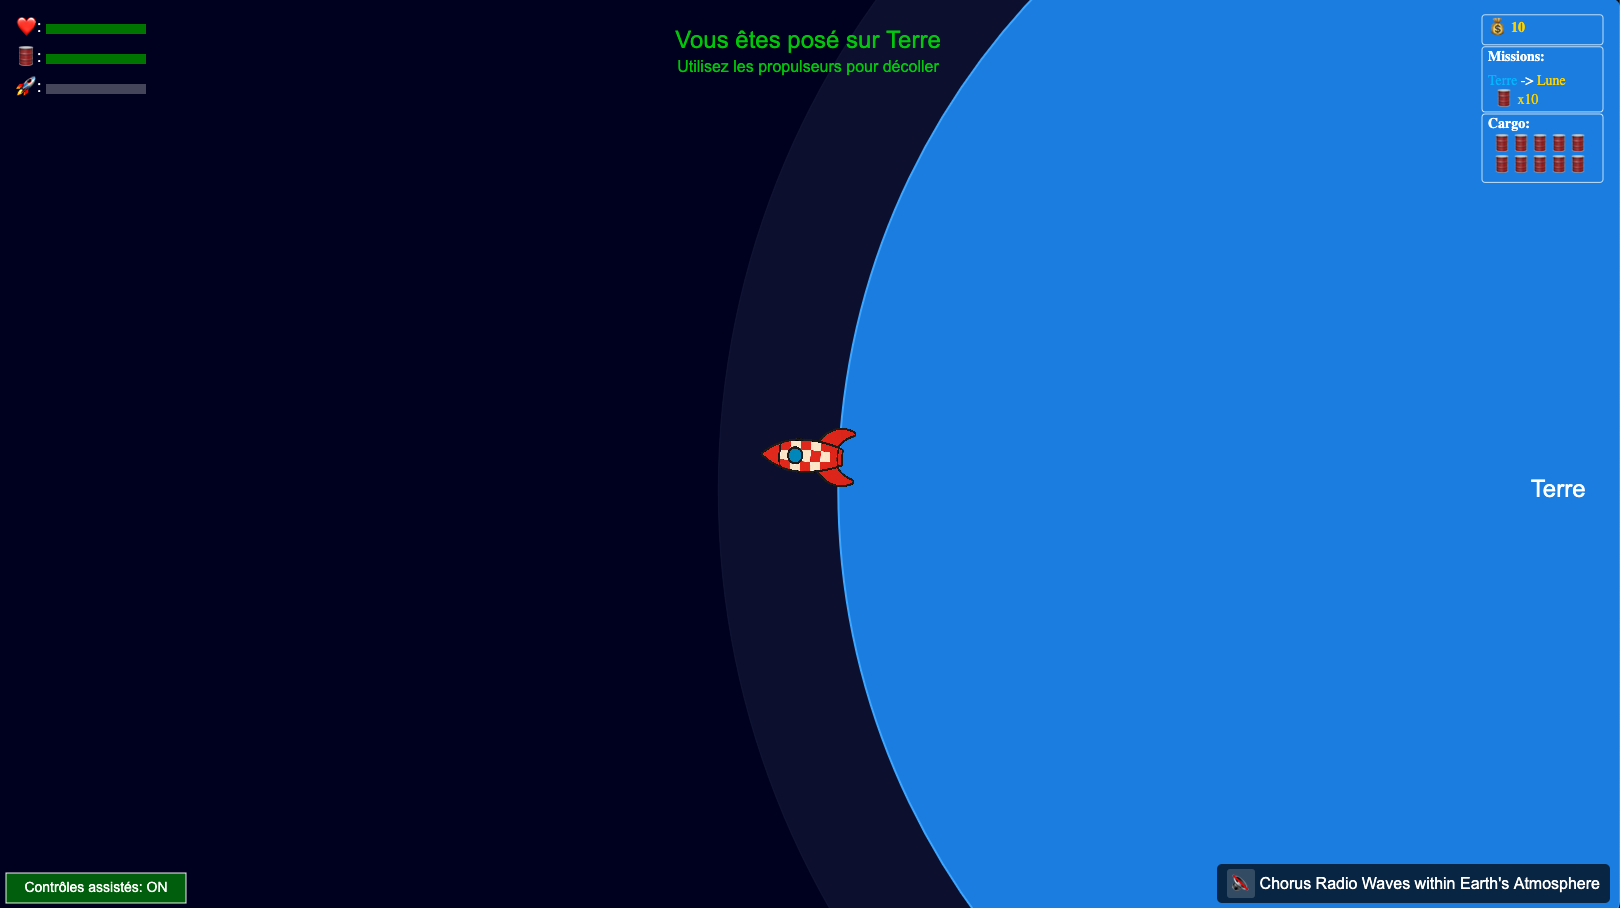 ❤️:
🛢️:
🚀:
Vous êtes posé sur Terre
Utilisez les propulseurs pour décoller
💰 10
Missions:
Terre -> Lune
🛢️ x10
Cargo:
Terre
Contrôles assistés: ON
Chorus Radio Waves within Earth's Atmosphere